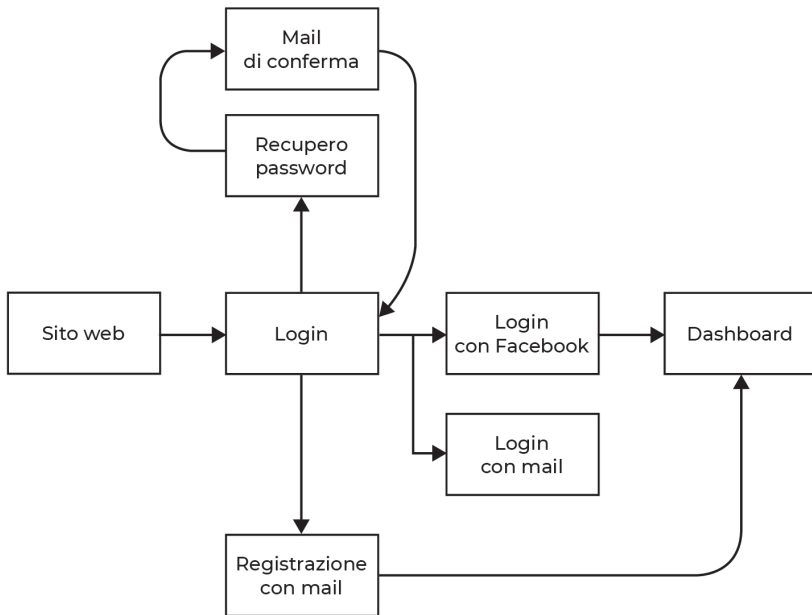 Mail
di conferma
Recupero
password
Sito web
Login
Login
con Facebook
Dashboard
Login
con mail
Registrazione
con mail